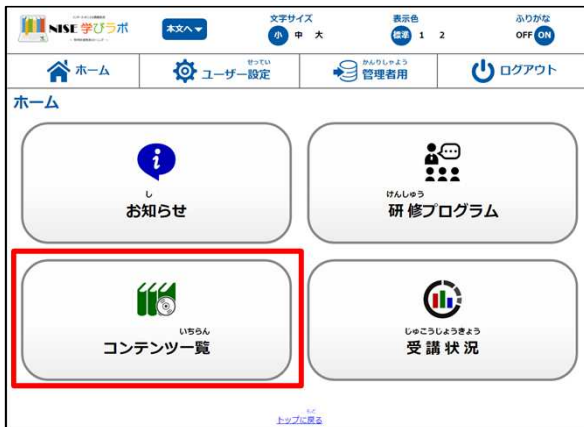 NISE 学びラボ
本文へ
文字サイズ
小 中 大
表示色
標準 1 2
ふりがな
OFF ON
ホーム
せってい
ユーザー設定
かんりしゃよう
管理者用
ログアウト
ホーム
し
お知らせ
けんしゅう
研修プログラム
いちらん
コンテンツ一覧
じゅこうじょうきょう
受講状況
もど
トップに戻る